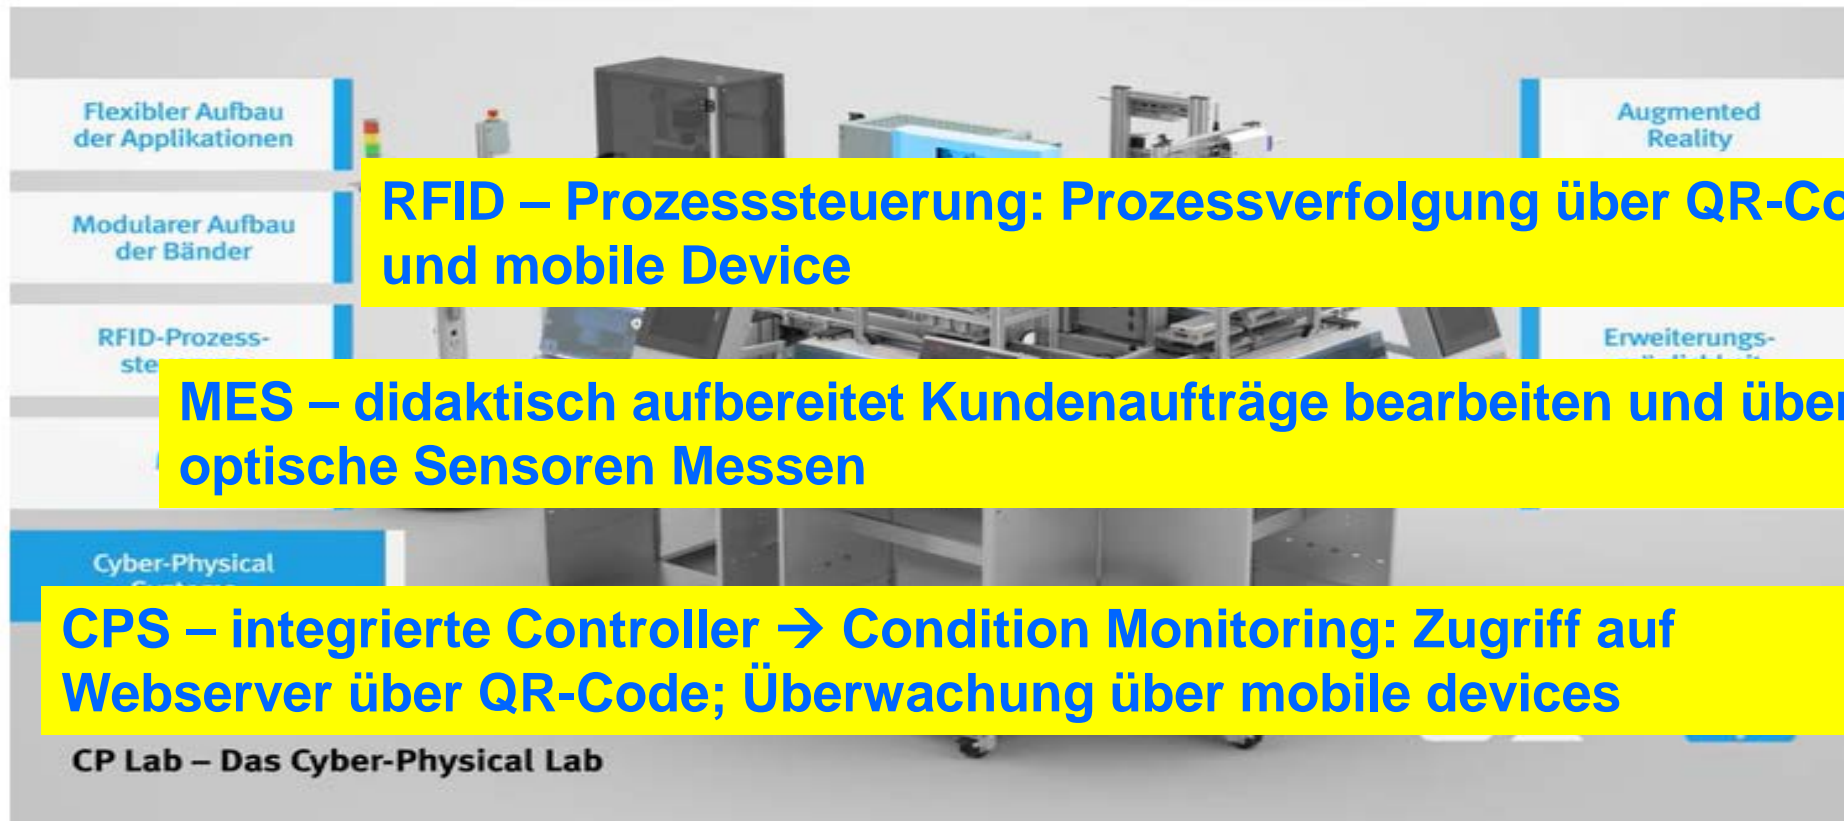 Flexibler Aufbau
der Applikationen
Augmented
Reality
RFID – Prozesssteuerung: Prozessverfolgung über
und mobile Device
Modularer Aufbau
der Bänder
RFID-Prozess-
Erweiterungs-
MES – didaktisch aufbereitet Kundenaufträge bearbeiten und über
optische Sensoren Messen
Cyber-Physical
CPS – integrierte Controller → Condition Monitoring: Zugriff auf
Webserver über QR-Code; Überwachung über mobile devices
CP Lab – Das Cyber-Physical Lab